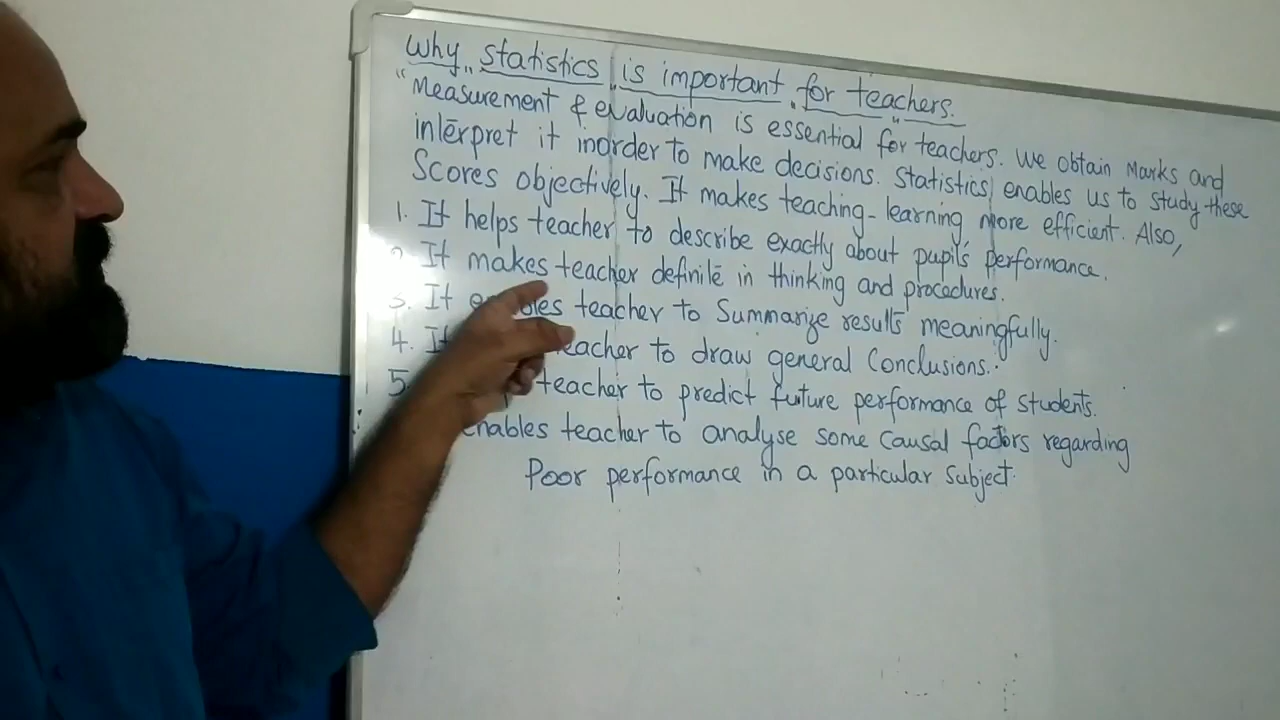 Why statistics is important for teachers.
"Measurement & evaluation is essential for teachers. We obtain Marks and
interpret it inorder to make decisions. Statistics enables us to study these
Scores objectively. It makes teaching-learning more efficient. Also,
1. It helps teacher to describe exactly about pupil's performance.
2. It makes teacher definite in thinking and procedures.
3. It enables teacher to Summarize results meaningfully.
4. It teacher to draw general Conclusions.
5 teacher to predict future performance of students.
enables teacher to analyse some causal factors regarding
Poor performance in a particular subject.